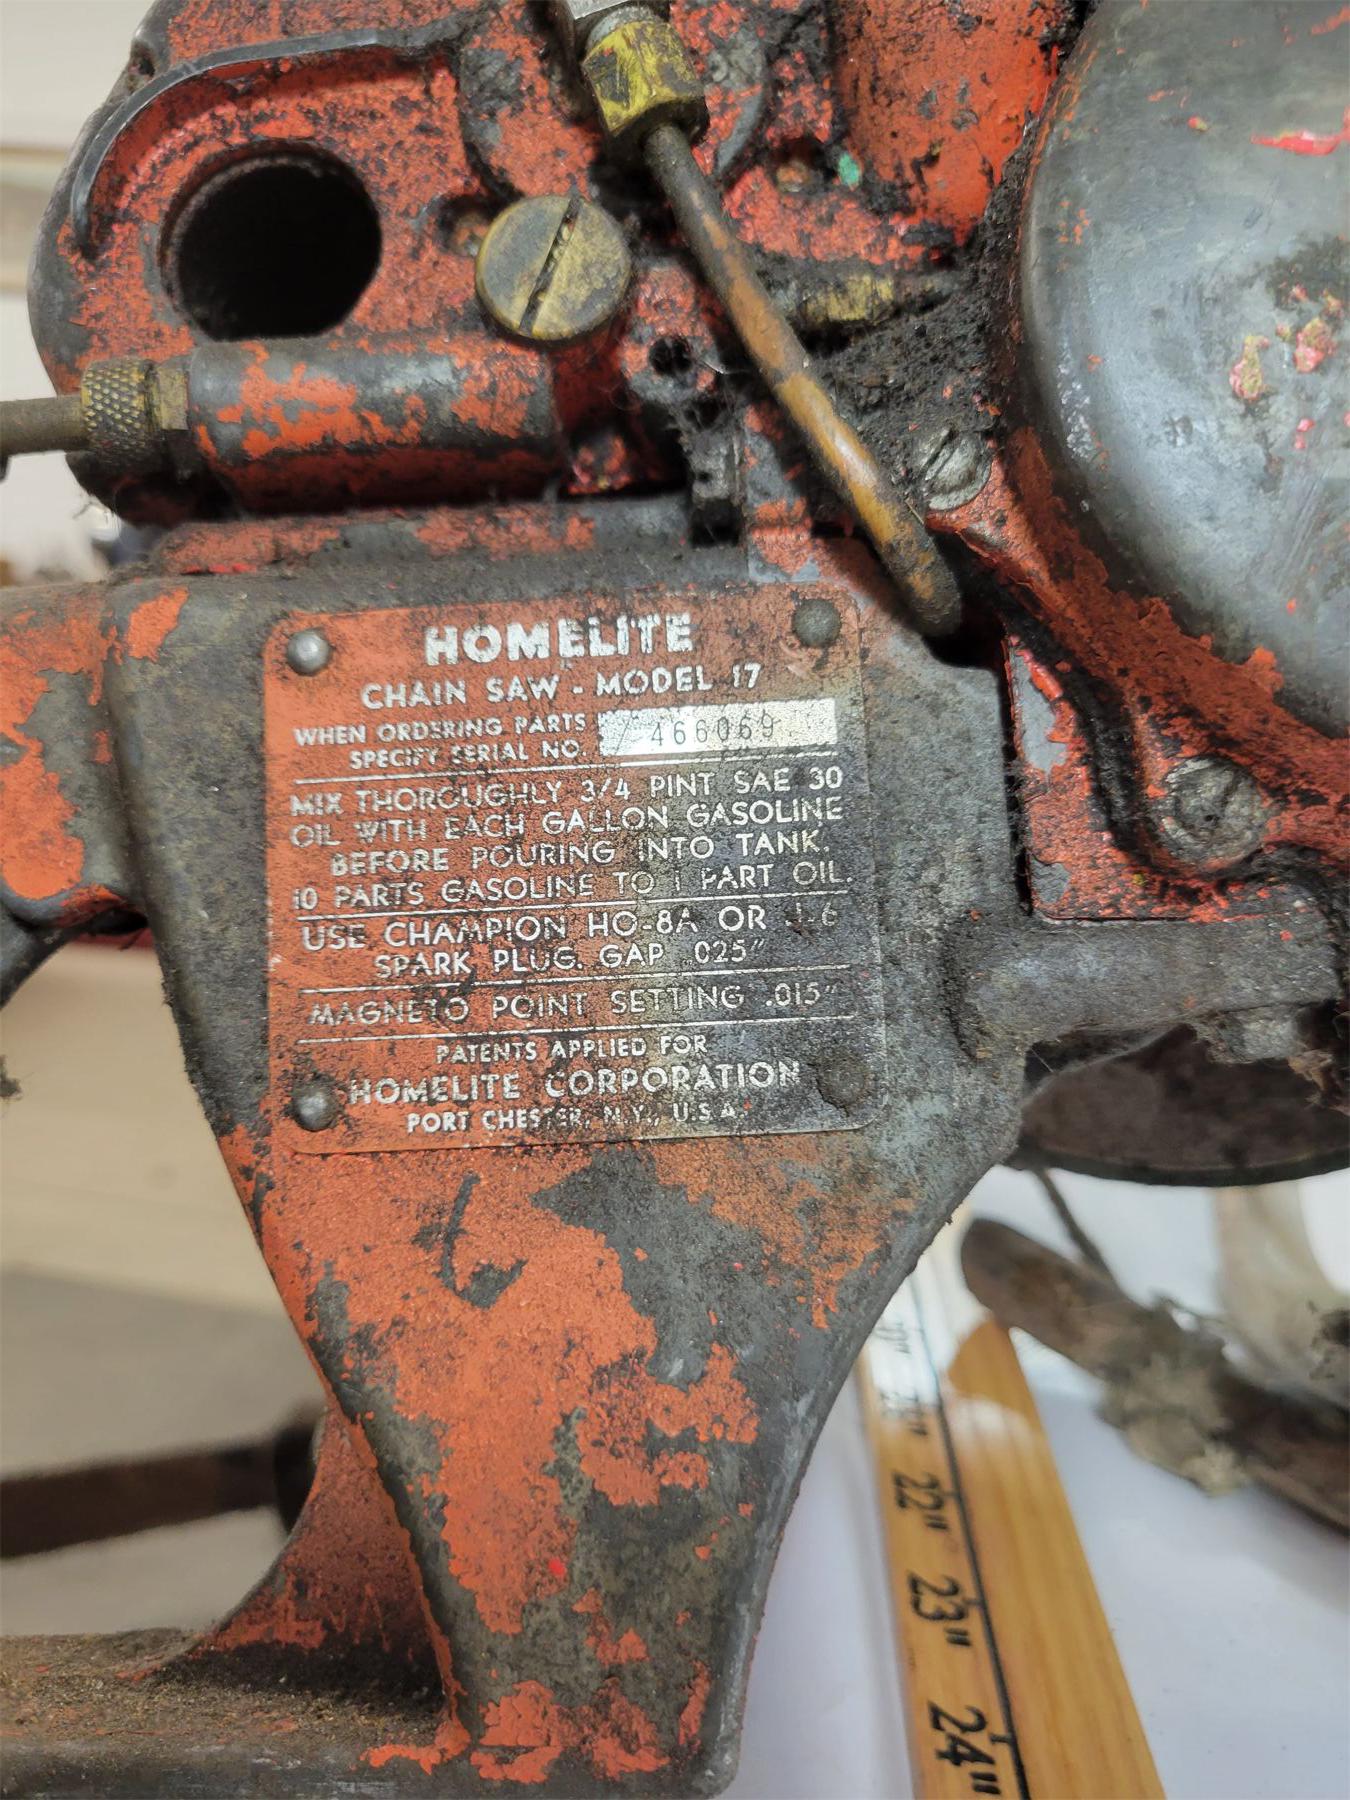 HOMELITE
CHAIN SAW - MODEL 17
WHEN ORDERING PARTS
SPECIFY SERIAL NO. 466069
MIX THOROUGHLY 3/4 PINT SAE 30
OIL WITH EACH GALLON GASOLINE
BEFORE POURING INTO TANK.
10 PARTS GASOLINE TO 1 PART OIL.
USE CHAMPION HO-8A OR
SPARK PLUG. GAP .025"
MAGNETO POINT SETTING .015"
PATENTS APPLIED FOR
HOMELITE CORPORATION
PORT CHESTER, N.Y., U.S.A.
22"
23"
24"